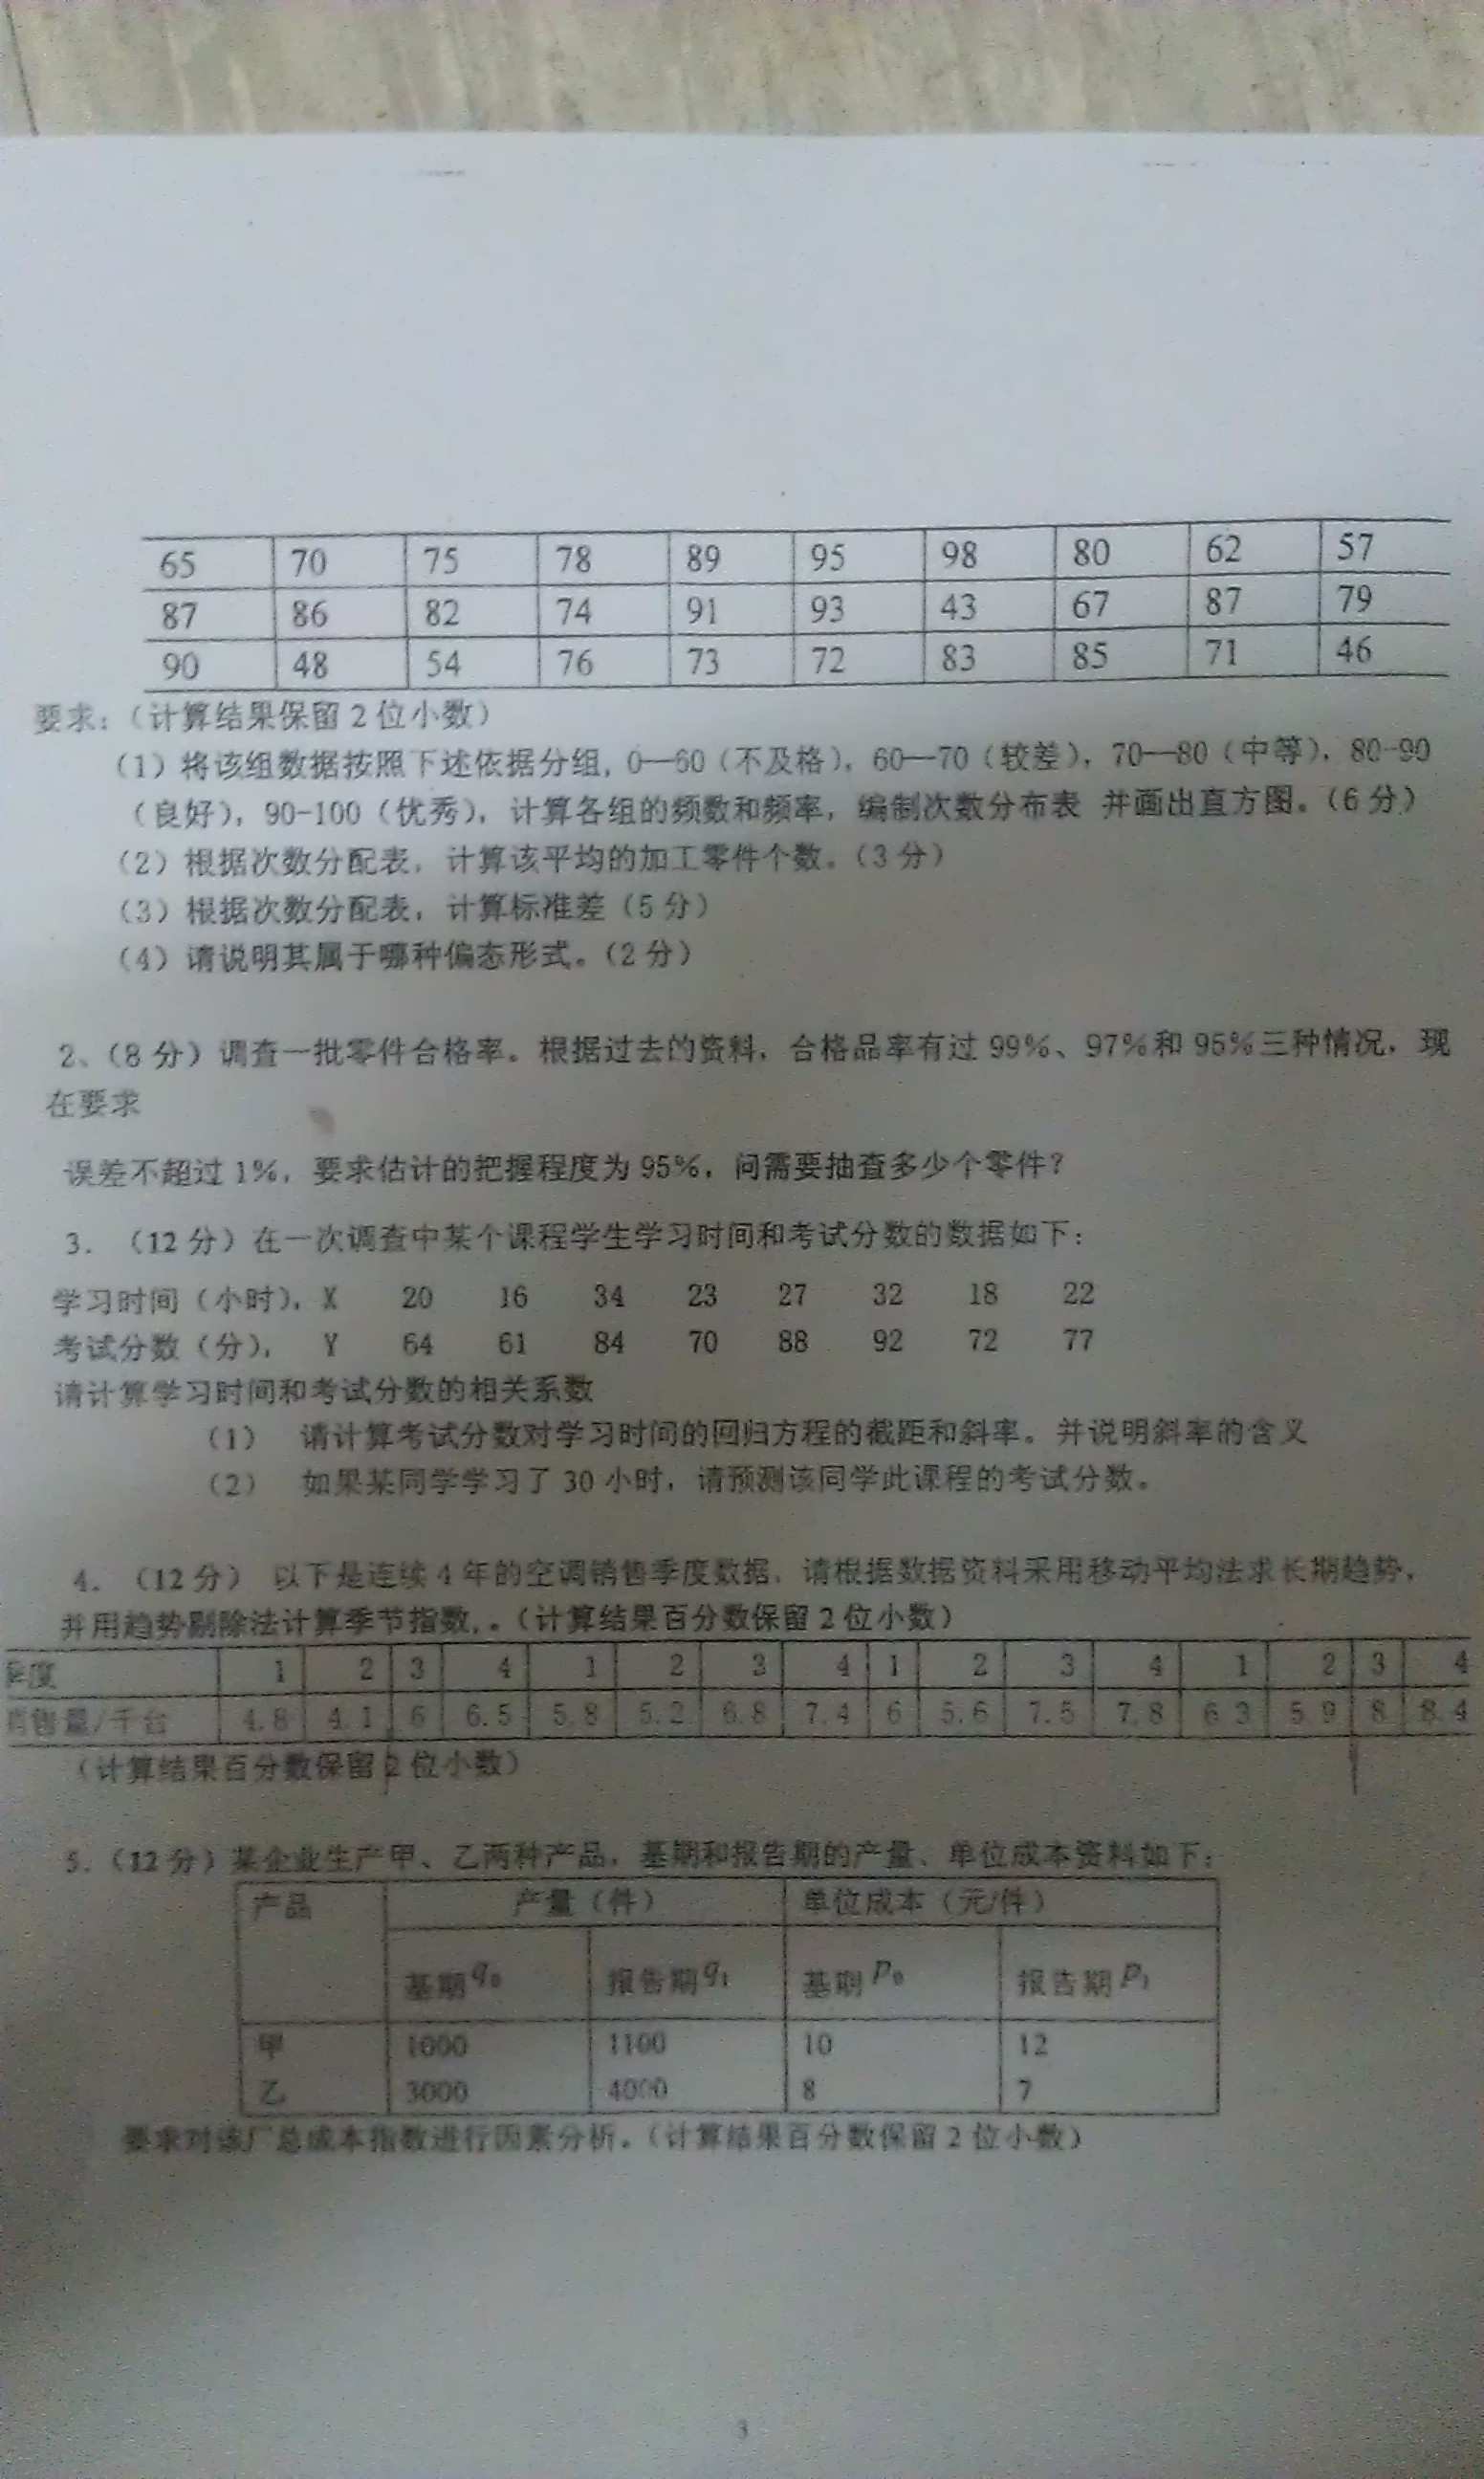 65 70 75 78 89 95 98 80 62 57
87 86 82 74 91 93 43 67 87 79
90 48 54 76 73 72 83 85 71 46
要求:（计算结果保留 2 位小数）
（1）将该组数据按照下述依据分组, 0—60（不及格），60—70（较差），70—80（中等），80-90
（良好），90-100（优秀），计算各组的频数和频率，编制次数分布表 并画出直方图。（6 分）
（2）根据次数分配表，计算该平均的加工零件个数。（3 分）
（3）根据次数分配表，计算标准差（5 分）
（4）请说明其属于哪种偏态形式。（2 分）
2、（8 分）调查一批零件合格率。根据过去的资料，合格品率有过 99%、97%和 95%三种情况，现
在要求
误差不超过 1%，要求估计的把握程度为 95%，问需要抽查多少个零件？
3. （12 分）在一次调查中某个课程学生学习时间和考试分数的数据如下：
学习时间（小时），X 20 16 34 23 27 32 18 22
考试分数（分）， Y 64 61 84 70 88 92 72 77
请计算学习时间和考试分数的相关系数
（1） 请计算考试分数对学习时间的回归方程的截距和斜率。并说明斜率的含义
（2） 如果某同学学习了 30 小时，请预测该同学此课程的考试分数。
4. （12 分） 以下是连续 4 年的空调销售季度数据，请根据数据资料采用移动平均法求长期趋势，
并用趋势剔除法计算季节指数，。（计算结果百分数保留 2 位小数）
季度 1 2 3 4 1 2 3 4 1 2 3 4 1 2 3 4
销售量/千台 4.8 4.1 6 6.5 5.8 5.2 6.8 7.4 6 5.6 7.5 7.8 6.3 5.9 8 8.4
（计算结果百分数保留 2 位小数）
5.（12 分）某企业生产甲、乙两种产品，基期和报告期的产量、单位成本资料如下：
产品 产量（件） 单位成本（元/件）
基期 q₀ 报告期 q₁ 基期 p₀ 报告期 p₁
甲 1000 1100 10 12
乙 3000 4000 8 7
要求对该厂总成本指数进行因素分析。（计算结果百分数保留 2 位小数）
3